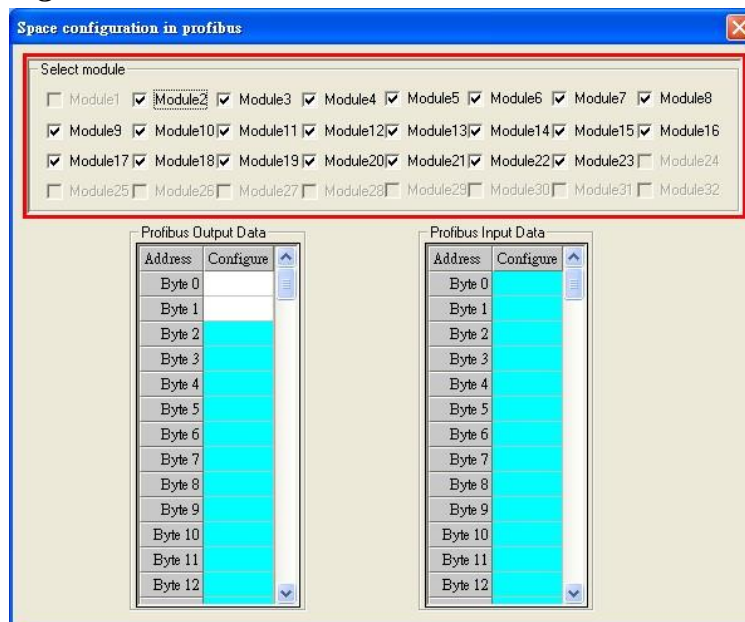 Space configuration in profibus
Select module
Module1 Module2 Module3 Module4 Module5 Module6 Module7 Module8
Module9 Module10 Module11 Module12 Module13 Module14 Module15 Module16
Module17 Module18 Module19 Module20 Module21 Module22 Module23 Module24
Module25 Module26 Module27 Module28 Module29 Module30 Module31 Module32
Profibus Output Data Profibus Input Data
Address Configure Address Configure
Byte 0 Byte 0
Byte 1 Byte 1
Byte 2 Byte 2
Byte 3 Byte 3
Byte 4 Byte 4
Byte 5 Byte 5
Byte 6 Byte 6
Byte 7 Byte 7
Byte 8 Byte 8
Byte 9 Byte 9
Byte 10 Byte 10
Byte 11 Byte 11
Byte 12 Byte 12